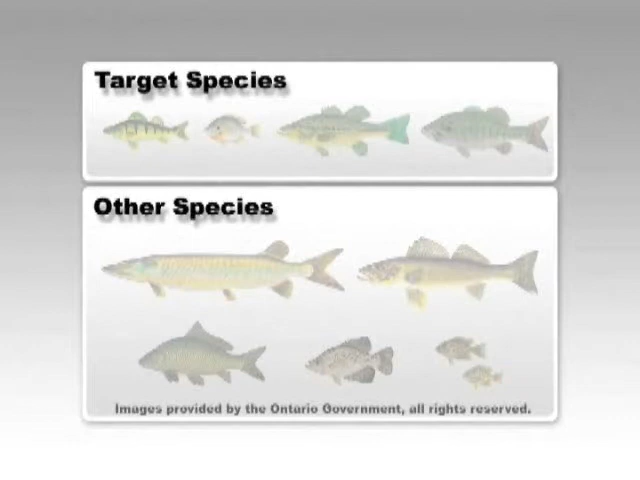 Target Species
Other Species
Images provided by the Ontario Government, all rights reserved.